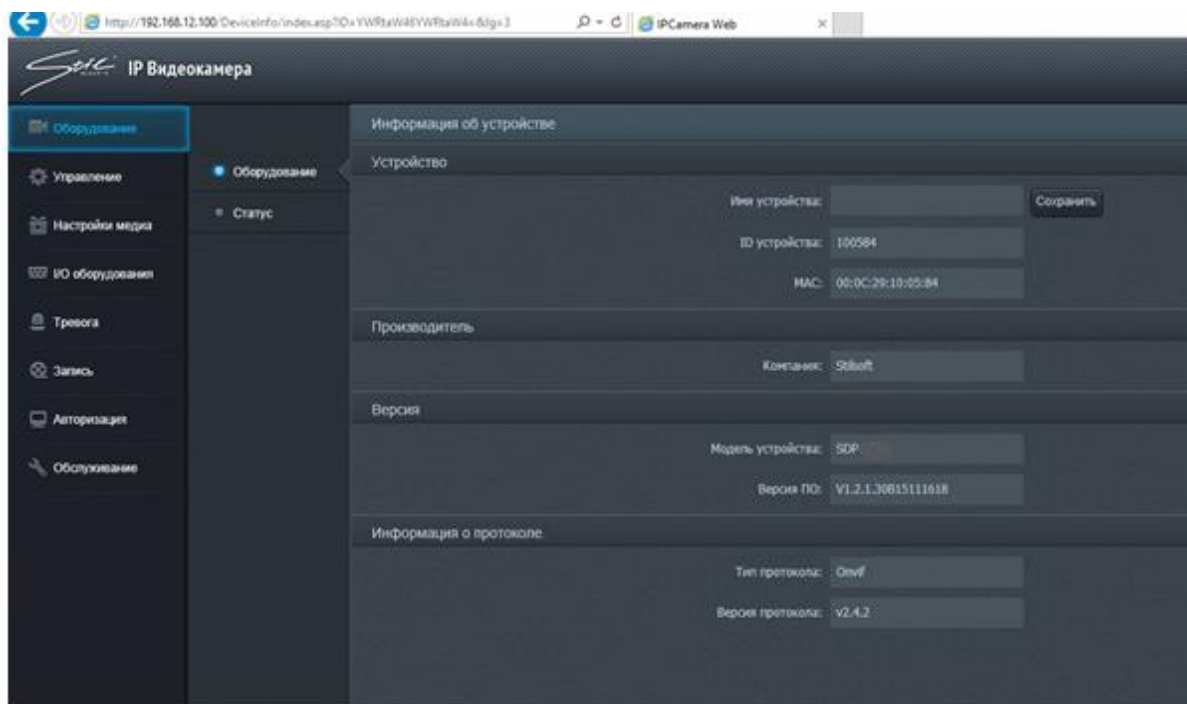 http://192.168.12.100/DeviceInfo/index.asp?ID=YWRtaW46YWRtaW4=&lg=3
IPCamera Web
IP Видеокамера
Оборудование
Управление
Настройки медиа
I/O оборудования
Тревога
Запись
Авторизация
Обслуживание
Оборудование
Статус
Информация об устройстве
Устройство
Имя устройства:
Сохранить
ID устройства: 100584
MAC: 00:0C:29:10:05:84
Производитель
Компания: Stilsoft
Версия
Модель устройства: SDP
Версия ПО: V1.2.1.30B15111618
Информация о протоколе
Тип протокола: Onvif
Версия протокола: v2.4.2